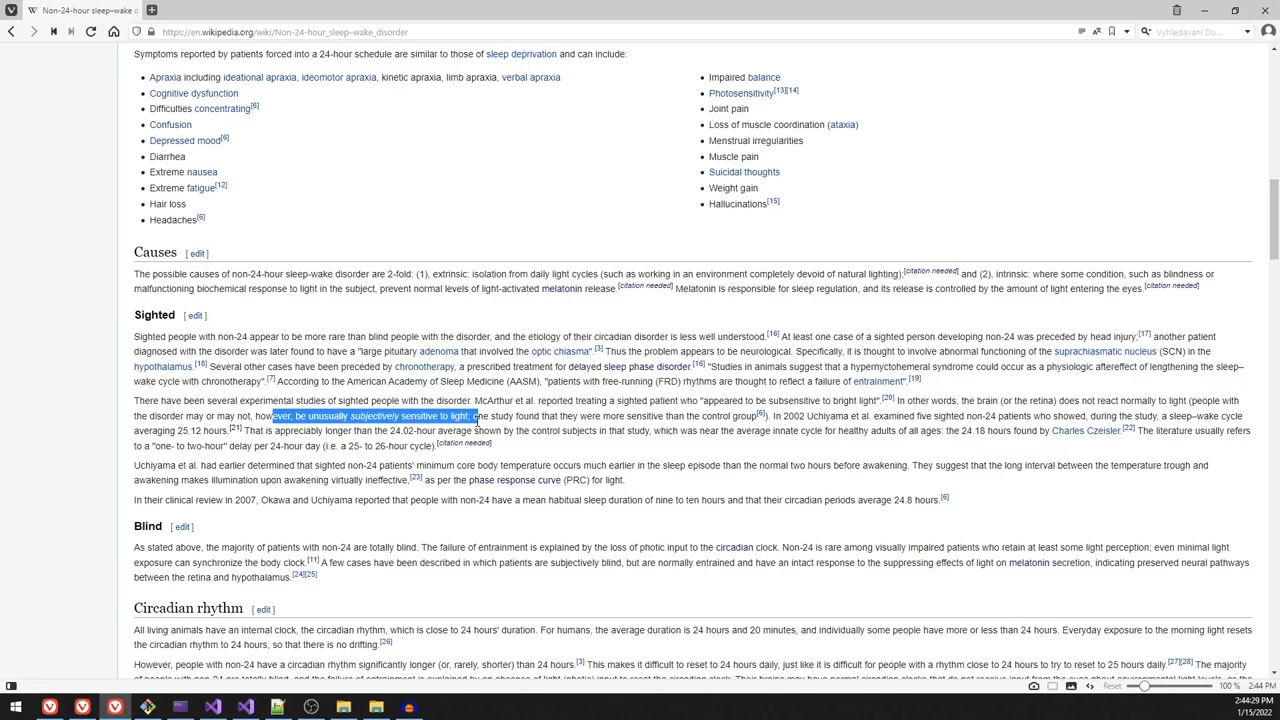 Non-24-hour sleep–wake d
https://en.wikipedia.org/wiki/Non-24-hour_sleep–wake_disorder
Vyhledávání Du...
Symptoms reported by patients forced into a 24-hour schedule are similar to those of sleep deprivation and can include:
Apraxia including ideational apraxia, ideomotor apraxia, kinetic apraxia, limb apraxia, verbal apraxia
Cognitive dysfunction
Difficulties concentrating[6]
Confusion
Depressed mood[6]
Diarrhea
Extreme nausea
Extreme fatigue[12]
Hair loss
Headaches[6]
Impaired balance
Photosensitivity[13][14]
Joint pain
Loss of muscle coordination (ataxia)
Menstrual irregularities
Muscle pain
Suicidal thoughts
Weight gain
Hallucinations[15]
Causes [ edit ]
The possible causes of non-24-hour sleep-wake disorder are 2-fold: (1), extrinsic: isolation from daily light cycles (such as working in an environment completely devoid of natural lighting),[citation needed] and (2), intrinsic: where some condition, such as blindness or
malfunctioning biochemical response to light in the subject, prevent normal levels of light-activated melatonin release.[citation needed] Melatonin is responsible for sleep regulation, and its release is controlled by the amount of light entering the eyes.[citation needed]
Sighted [ edit ]
Sighted people with non-24 appear to be more rare than blind people with the disorder, and the etiology of their circadian disorder is less well understood.[16] At least one case of a sighted person developing non-24 was preceded by head injury;[17] another patient
diagnosed with the disorder was later found to have a "large pituitary adenoma that involved the optic chiasma".[3] Thus the problem appears to be neurological. Specifically, it is thought to involve abnormal functioning of the suprachiasmatic nucleus (SCN) in the
hypothalamus.[18] Several other cases have been preceded by chronotherapy, a prescribed treatment for delayed sleep phase disorder.[16] "Studies in animals suggest that a hypernyctohemeral syndrome could occur as a physiologic aftereffect of lengthening the sleep–
wake cycle with chronotherapy".[7] According to the American Academy of Sleep Medicine (AASM), "patients with free-running (FRD) rhythms are thought to reflect a failure of entrainment".[19]
There have been several experimental studies of sighted people with the disorder. McArthur et al. reported treating a sighted patient who "appeared to be subsensitive to bright light".[20] In other words, the brain (or the retina) does not react normally to light (people with
the disorder may or may not, however, be unusually subjectively sensitive to light; one study found that they were more sensitive than the control group[6]). In 2002 Uchiyama et al. examined five sighted non-24 patients who showed, during the study, a sleep–wake cycle
averaging 25.12 hours.[21] That is appreciably longer than the 24.02-hour average shown by the control subjects in that study, which was near the average innate cycle for healthy adults of all ages: the 24.18 hours found by Charles Czeisler.[22] The literature usually refers
to a "one- to two-hour" delay per 24-hour day (i.e. a 25- to 26-hour cycle).[citation needed]
Uchiyama et al. had earlier determined that sighted non-24 patients' minimum core body temperature occurs much earlier in the sleep episode than the normal two hours before awakening. They suggest that the long interval between the temperature trough and
awakening makes illumination upon awakening virtually ineffective,[23] as per the phase response curve (PRC) for light.
In their clinical review in 2007, Okawa and Uchiyama reported that people with non-24 have a mean habitual sleep duration of nine to ten hours and that their circadian periods average 24.8 hours.[6]
Blind [ edit ]
As stated above, the majority of patients with non-24 are totally blind. The failure of entrainment is explained by the loss of photic input to the circadian clock. Non-24 is rare among visually impaired patients who retain at least some light perception; even minimal light
exposure can synchronize the body clock.[11] A few cases have been described in which patients are subjectively blind, but are normally entrained and have an intact response to the suppressing effects of light on melatonin secretion, indicating preserved neural pathways
between the retina and hypothalamus.[24][25]
Circadian rhythm [ edit ]
All living animals have an internal clock, the circadian rhythm, which is close to 24 hours' duration. For humans, the average duration is 24 hours and 20 minutes, and individually some people have more or less than 24 hours. Everyday exposure to the morning light resets
the circadian rhythm to 24 hours, so that there is no drifting.[26]
However, people with non-24 have a circadian rhythm significantly longer (or, rarely, shorter) than 24 hours.[3] This makes it difficult to reset to 24 hours daily, just like it is difficult for people with a rhythm close to 24 hours to try to reset to 25 hours daily.[27][28] The majority
Reset
100 %
2:44 PM
2:44:29 PM
1/15/2022